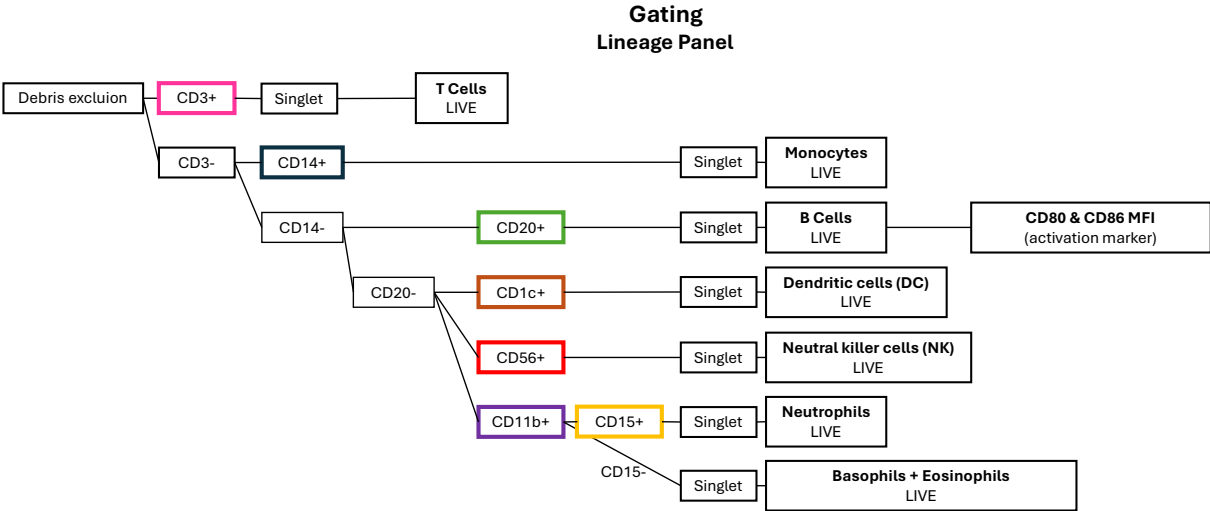 Gating
Lineage Panel
Debris excluion
CD3+
Singlet
T Cells
LIVE
CD3-
CD14+
Singlet
Monocytes
LIVE
CD14-
CD20+
Singlet
B Cells
LIVE
CD80 & CD86 MFI
(activation marker)
CD20-
CD1c+
Singlet
Dendritic cells (DC)
LIVE
CD56+
Singlet
Neutral killer cells (NK)
LIVE
CD11b+
CD15+
Singlet
Neutrophils
LIVE
CD15-
Singlet
Basophils + Eosinophils
LIVE